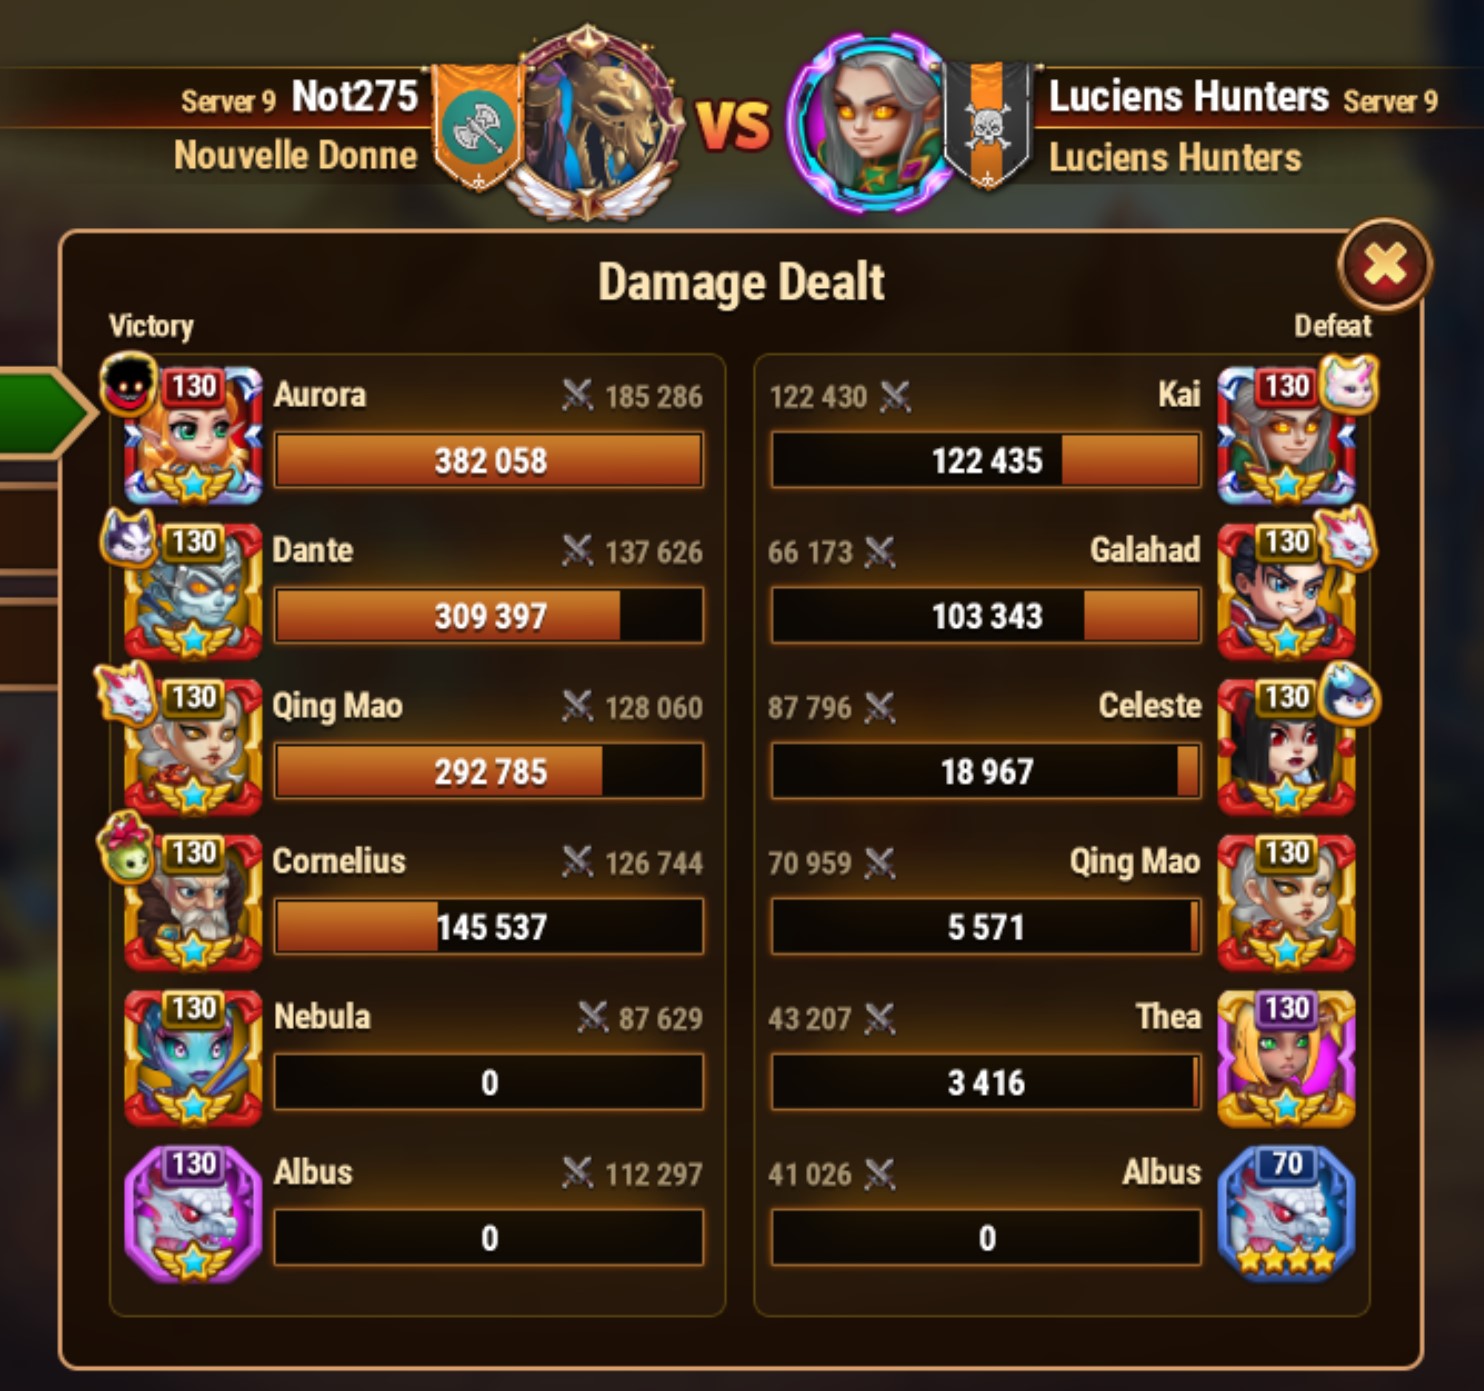 Server 9 Not275
Nouvelle Donne
VS
Luciens Hunters Server 9
Luciens Hunters
Damage Dealt
Victory
Defeat
130 Aurora 185 286
382 058
130 Dante 137 626
309 397
130 Qing Mao 128 060
292 785
130 Cornelius 126 744
145 537
130 Nebula 87 629
0
130 Albus 112 297
0
122 430 Kai 130
122 435
66 173 Galahad 130
103 343
87 796 Celeste 130
18 967
70 959 Qing Mao 130
5 571
43 207 Thea 130
3 416
41 026 Albus 70
0